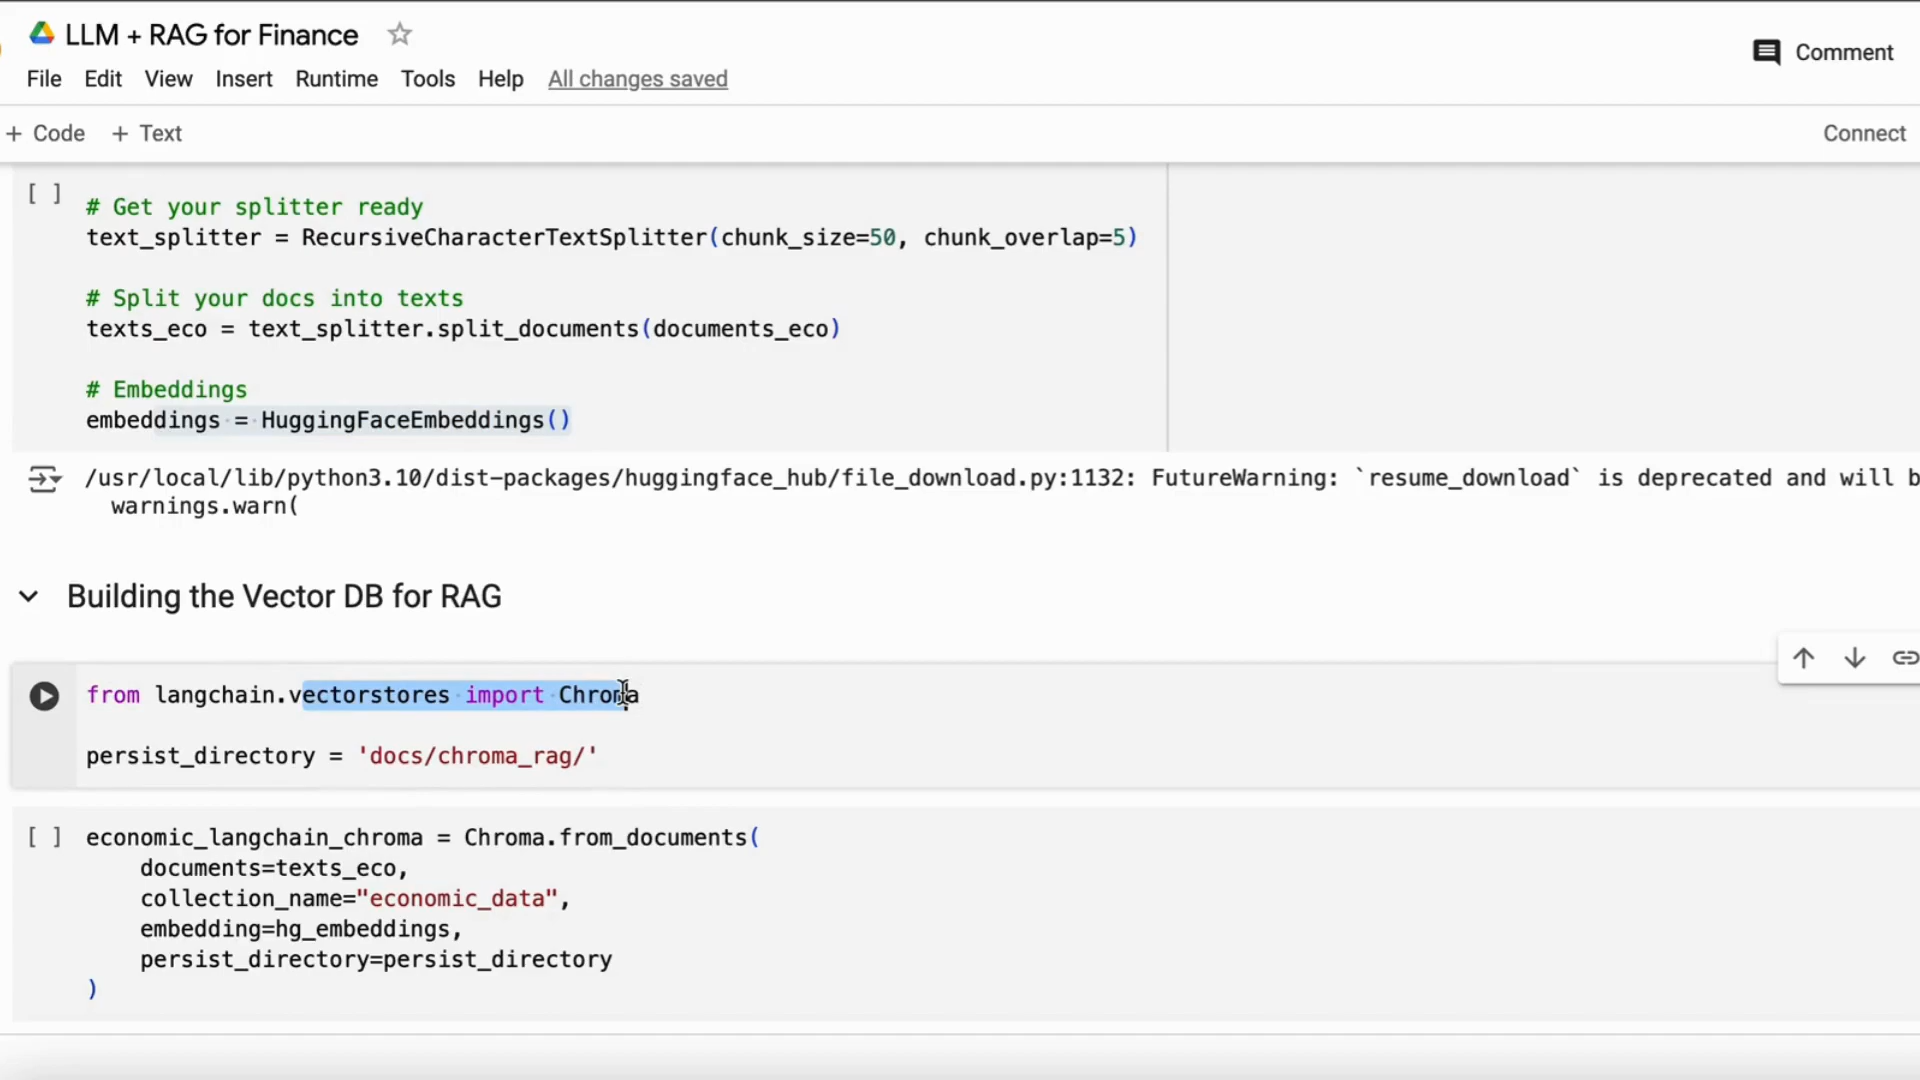 LLM + RAG for Finance
Comment
File Edit View Insert Runtime Tools Help All changes saved
+ Code + Text
Connect
[ ] # Get your splitter ready
text_splitter = RecursiveCharacterTextSplitter(chunk_size=50, chunk_overlap=5)
# Split your docs into texts
texts_eco = text_splitter.split_documents(documents_eco)
# Embeddings
embeddings = HuggingFaceEmbeddings()
/usr/local/lib/python3.10/dist-packages/huggingface_hub/file_download.py:1132: FutureWarning: `resume_download` is deprecated and will b
warnings.warn(
Building the Vector DB for RAG
from langchain.vectorstores import Chroma
persist_directory = 'docs/chroma_rag/'
[ ] economic_langchain_chroma = Chroma.from_documents(
documents=texts_eco,
collection_name="economic_data",
embedding=hg_embeddings,
persist_directory=persist_directory
)